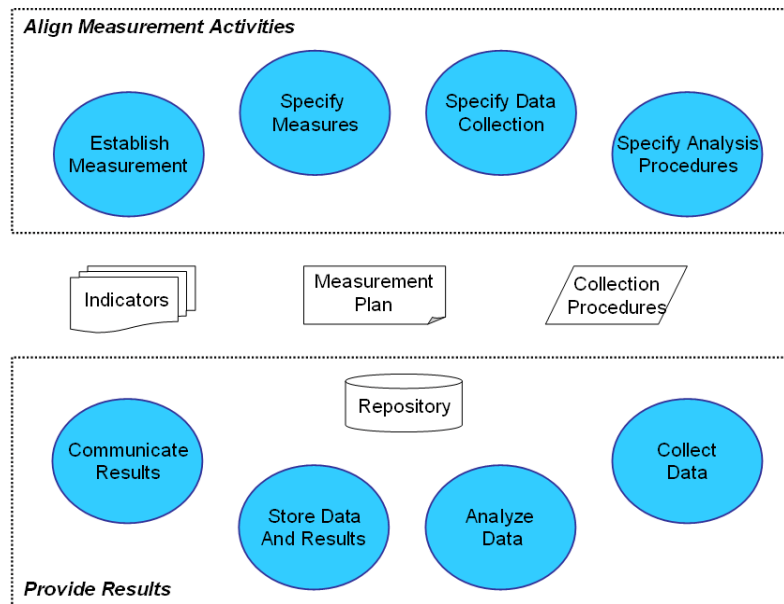 Align Measurement Activities
Establish
Measurement
Specify
Measures
Specify Data
Collection
Specify Analysis
Procedures
Indicators
Measurement
Plan
Collection
Procedures
Repository
Communicate
Results
Store Data
And Results
Analyze
Data
Collect
Data
Provide Results